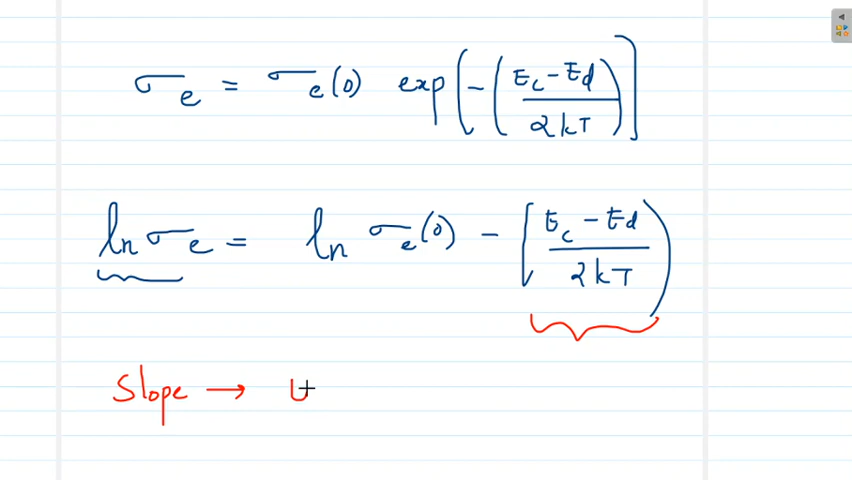 σe = σe(0) exp[-((Ec-Ed)/2kT)]
ln σe = ln σe(0) - [(Ec-Ed)/2kT)
Slope →